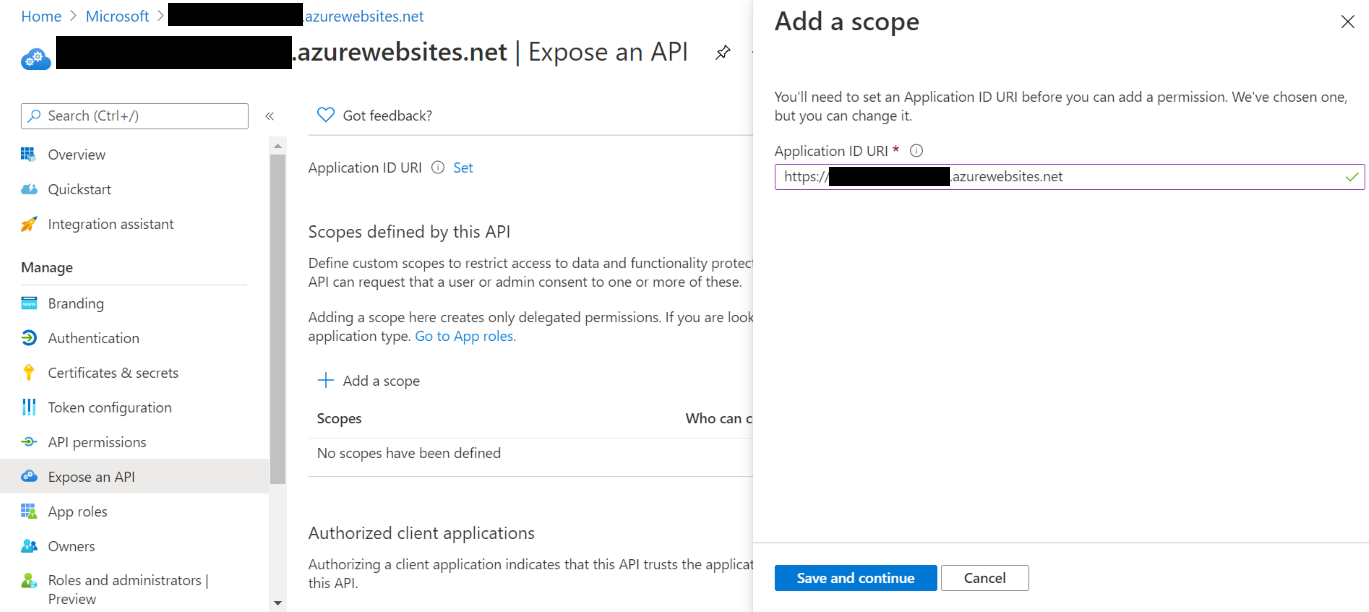 Home > Microsoft > .azurewebsites.net
.azurewebsites.net | Expose an API
Search (Ctrl+/)
«
Overview
Quickstart
Integration assistant
Manage
Branding
Authentication
Certificates & secrets
Token configuration
API permissions
Expose an API
App roles
Owners
Roles and administrators |
Preview
Got feedback?
Application ID URI Set
Scopes defined by this API
Define custom scopes to restrict access to data and functionality protec
API can request that a user or admin consent to one or more of these.
Adding a scope here creates only delegated permissions. If you are look
application type. Go to App roles.
+ Add a scope
Scopes Who can c
No scopes have been defined
Authorized client applications
Authorizing a client application indicates that this API trusts the applicat
this API.
Add a scope
You'll need to set an Application ID URI before you can add a permission. We've chosen one,
but you can change it.
Application ID URI *
https:// .azurewebsites.net
Save and continue
Cancel